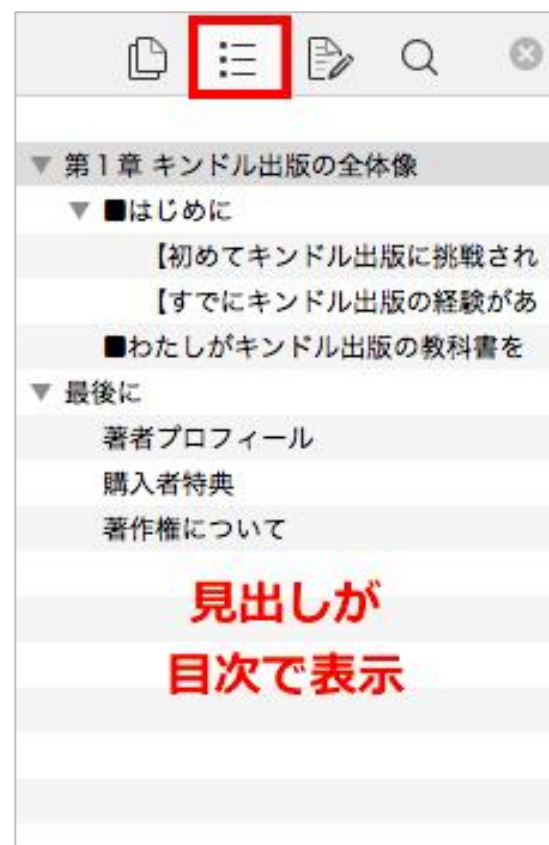 第1章 キンドル出版の全体像
■はじめに
【初めてキンドル出版に挑戦され
【すでにキンドル出版の経験があ
■わたしがキンドル出版の教科書を
最後に
著者プロフィール
購入者特典
著作権について
見出しが
目次で表示